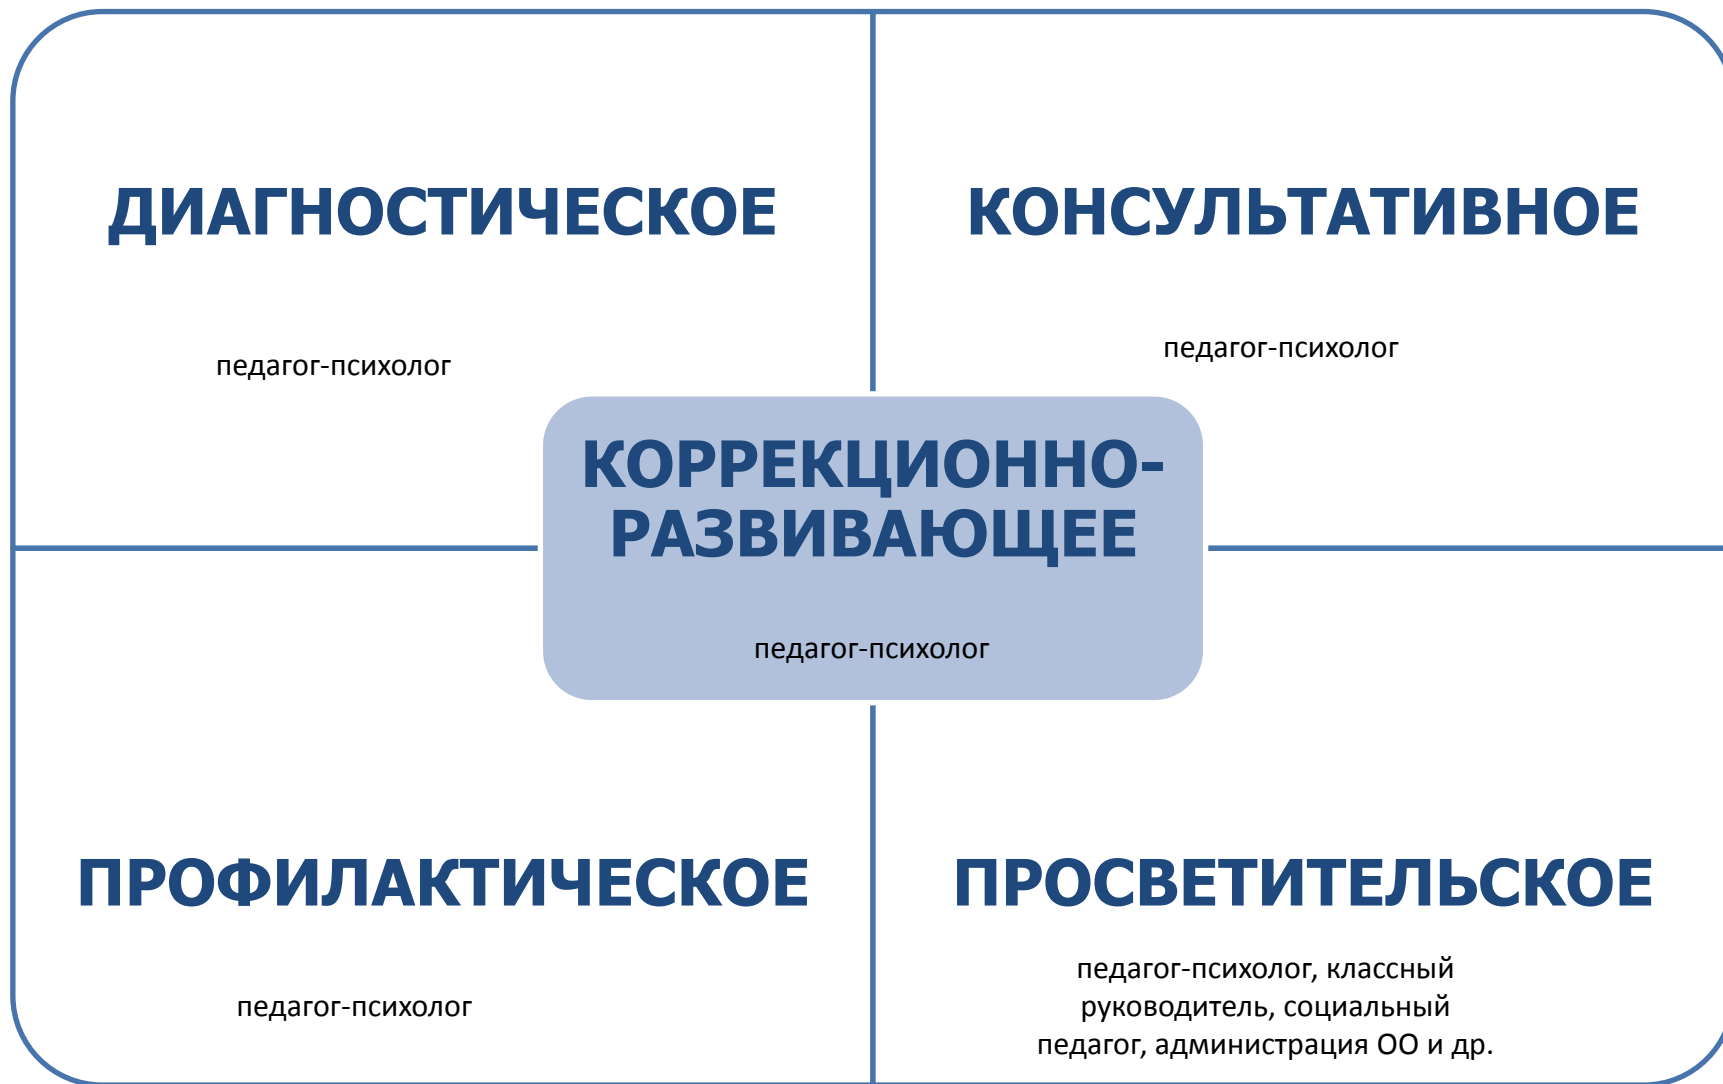 ДИАГНОСТИЧЕСКОЕ
педагог-психолог
КОНСУЛЬТАТИВНОЕ
педагог-психолог
КОРРЕКЦИОННО-
РАЗВИВАЮЩЕЕ
педагог-психолог
ПРОФИЛАКТИЧЕСКОЕ
педагог-психолог
ПРОСВЕТИТЕЛЬСКОЕ
педагог-психолог, классный
руководитель, социальный
педагог, администрация ОО и др.